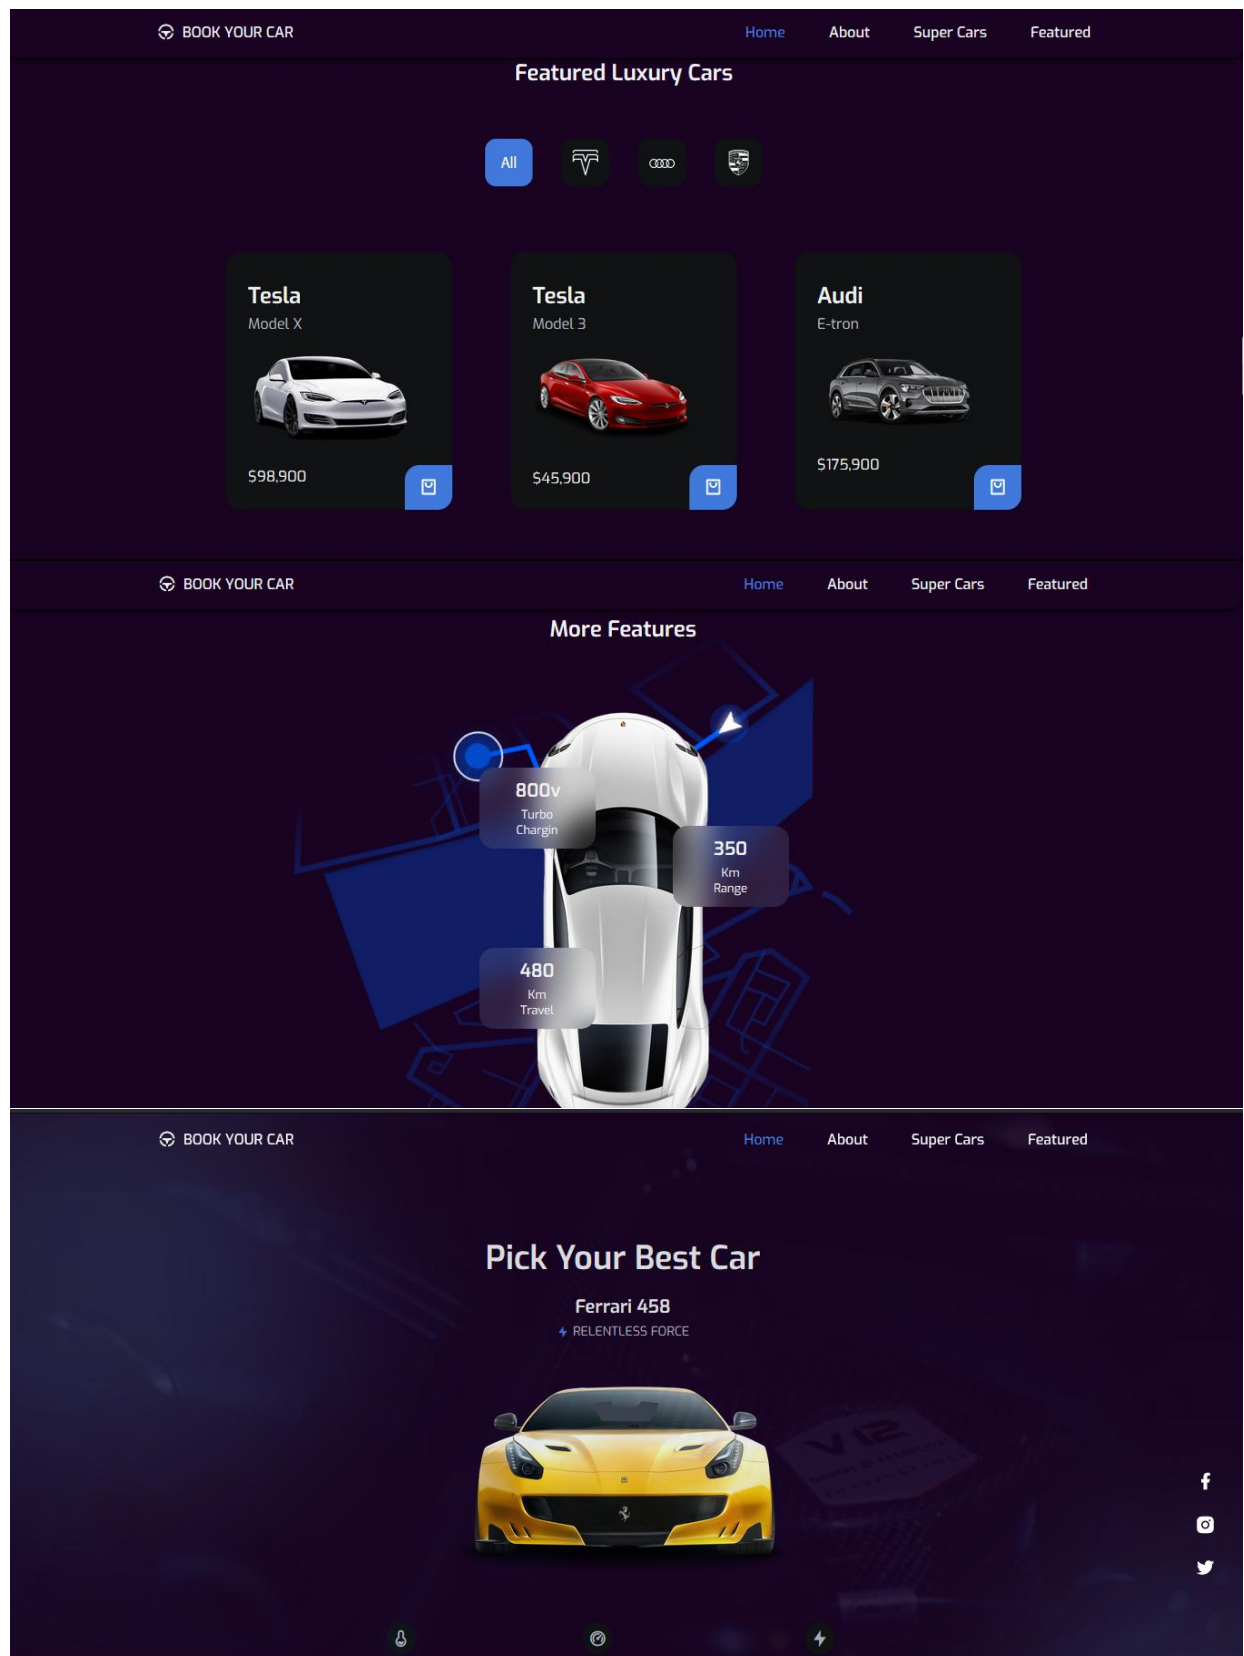 BOOK YOUR CAR Home About Super Cars Featured
Featured Luxury Cars
All
Tesla
Model X
$98,900
Tesla
Model 3
$45,900
Audi
E-tron
$175,900
BOOK YOUR CAR Home About Super Cars Featured
More Features
800v
Turbo
Chargin
350
Km
Range
480
Km
Travel
BOOK YOUR CAR Home About Super Cars Featured
Pick Your Best Car
Ferrari 458
RELENTLESS FORCE
V12